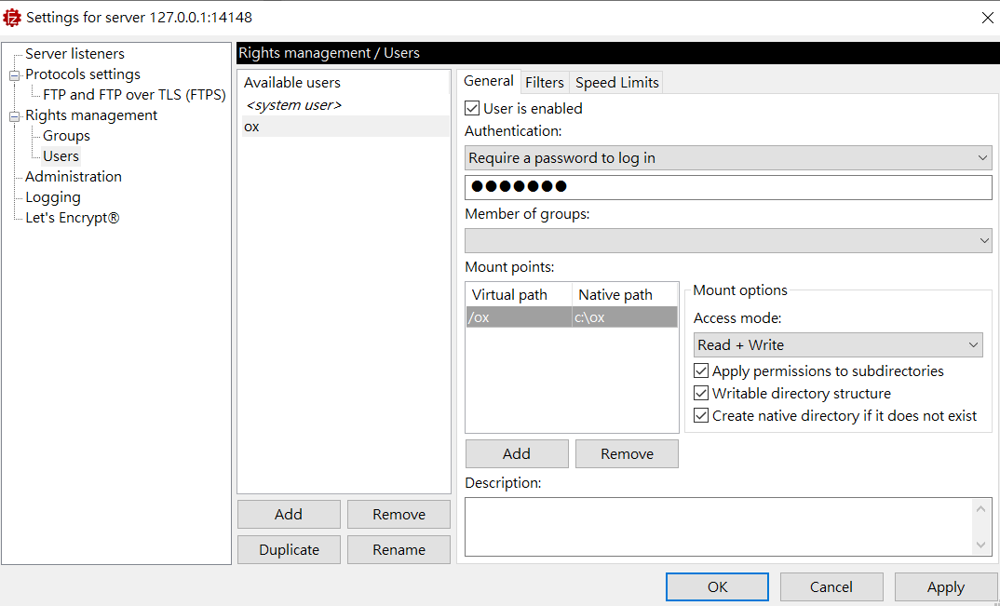 Settings for server 127.0.0.1:14148
Server listeners
Protocols settings
FTP and FTP over TLS (FTPS)
Rights management
Groups
Users
Administration
Logging
Let's Encrypt®
Rights management / Users
Available users
<system user>
ox
Add Remove
Duplicate Rename
General Filters Speed Limits
User is enabled
Authentication:
Require a password to log in
●●●●●●●
Member of groups:
Mount points:
Virtual path Native path
/ox c:\ox
Add Remove
Mount options
Access mode:
Read + Write
Apply permissions to subdirectories
Writable directory structure
Create native directory if it does not exist
Description:
OK Cancel Apply